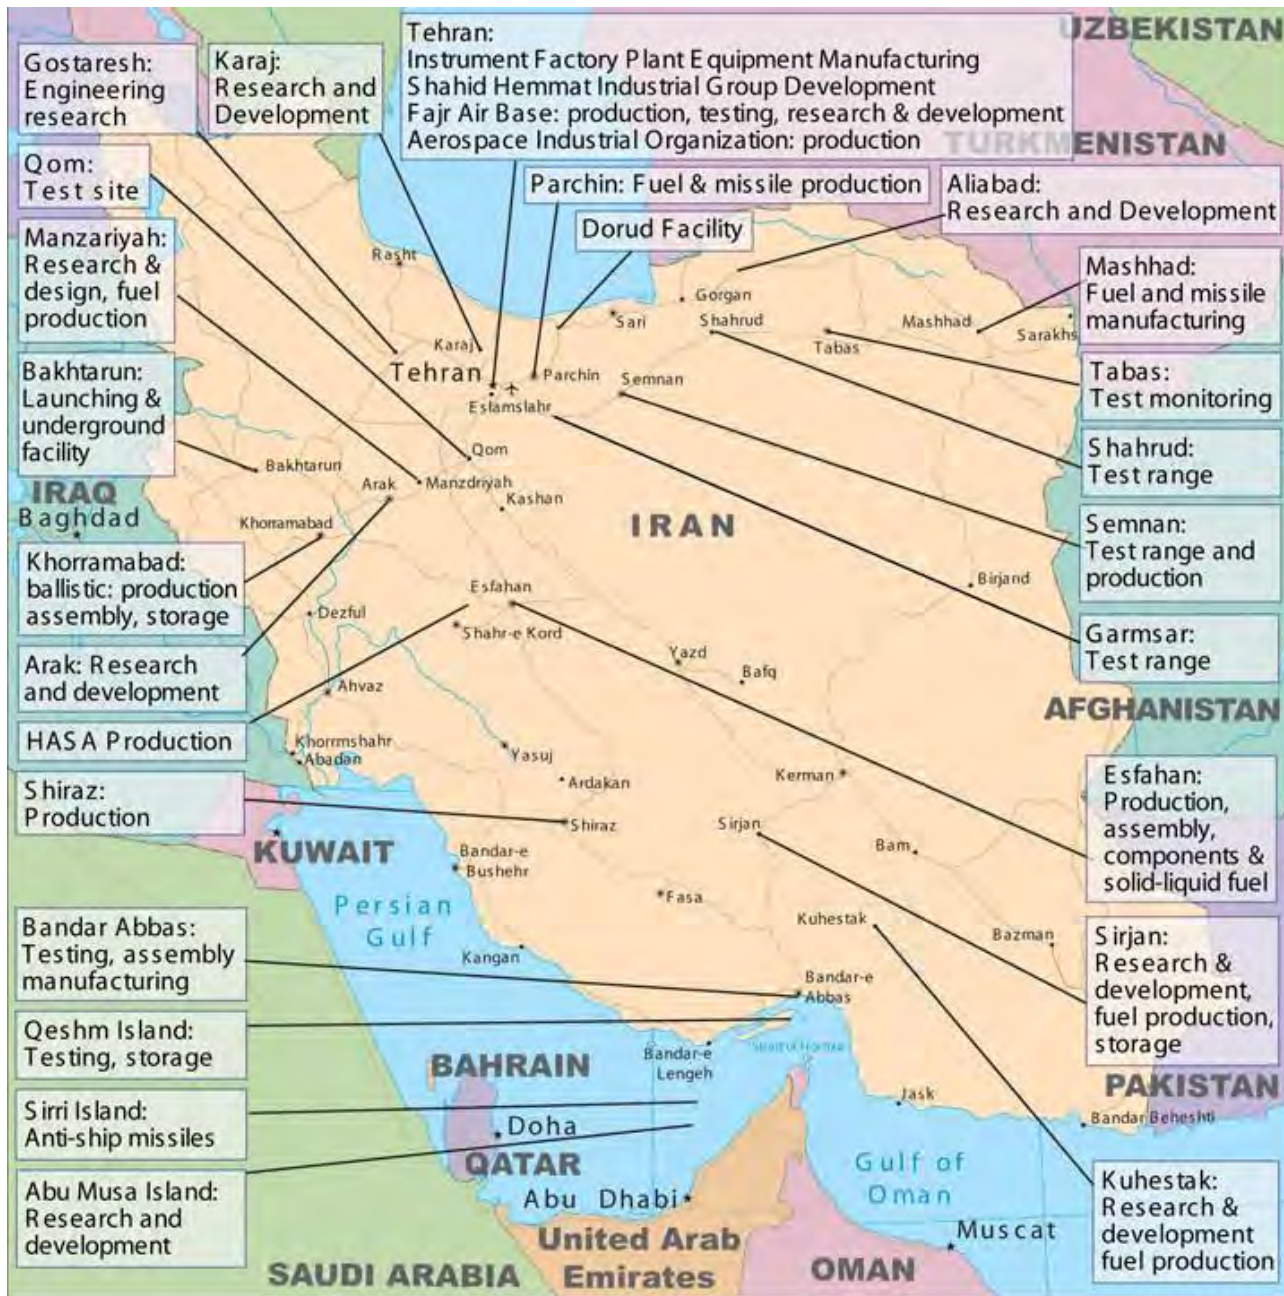 UZBEKISTAN
Tehran:
Instrument Factory Plant Equipment Manufacturing
Shahid Hemmat Industrial Group Development
Fajr Air Base: production, testing, research & development
Aerospace Industrial Organization: production
Gostaresh:
Engineering
research
Karaj:
Research and
Development
TURKMENISTAN
Qom:
Test site
Parchin: Fuel & missile production
Aliabad:
Research and Development
Dorud Facility
Manzariyah:
Research &
design, fuel
production
Mashhad:
Fuel and missile
manufacturing
Rasht
Gorgan
Sari
Shahrud
Mashhad
Sarakhs
Karaj
Tabas
Tehran
Parchin
Semnan
Eslamslahr
Bakhtarun:
Launching &
underground
facility
Tabas:
Test monitoring
Shahrud:
Test range
Qom
Bakhtarun
Arak
Manzdriyah
Kashan
IRAQ
Baghdad
Khorramabad
IRAN
Semnan:
Test range and
production
Khorramabad:
ballistic: production
assembly, storage
Esfahan
Birjand
Dezful
Shahr-e Kord
Garmsar:
Test range
Arak: Research
and development
Yazd
Bafq
Ahvaz
AFGHANISTAN
HASA Production
Khorrmshahr
Abadan
Yasuj
Ardakan
Kerman
Esfahan:
Production,
assembly,
components &
solid-liquid fuel
Shiraz:
Production
Shiraz
Sirjan
KUWAIT
Bandar-e
Bushehr
Bam
Persian
Gulf
Fasa
Kuhestak
Bazman
Bandar Abbas:
Testing, assembly
manufacturing
Kangan
Bandar-e
Abbas
Sirjan:
Research &
development,
fuel production,
storage
Qeshm Island:
Testing, storage
BAHRAIN
Bandar-e
Lengeh
Strait of Hormuz
PAKISTAN
Jask
Bandar Beheshti
Sirri Island:
Anti-ship missiles
Doha
QATAR
Gulf of
Oman
Abu Dhabi
Abu Musa Island:
Research and
development
Kuhestak:
Research &
development
fuel production
Muscat
United Arab
Emirates
SAUDI ARABIA
OMAN